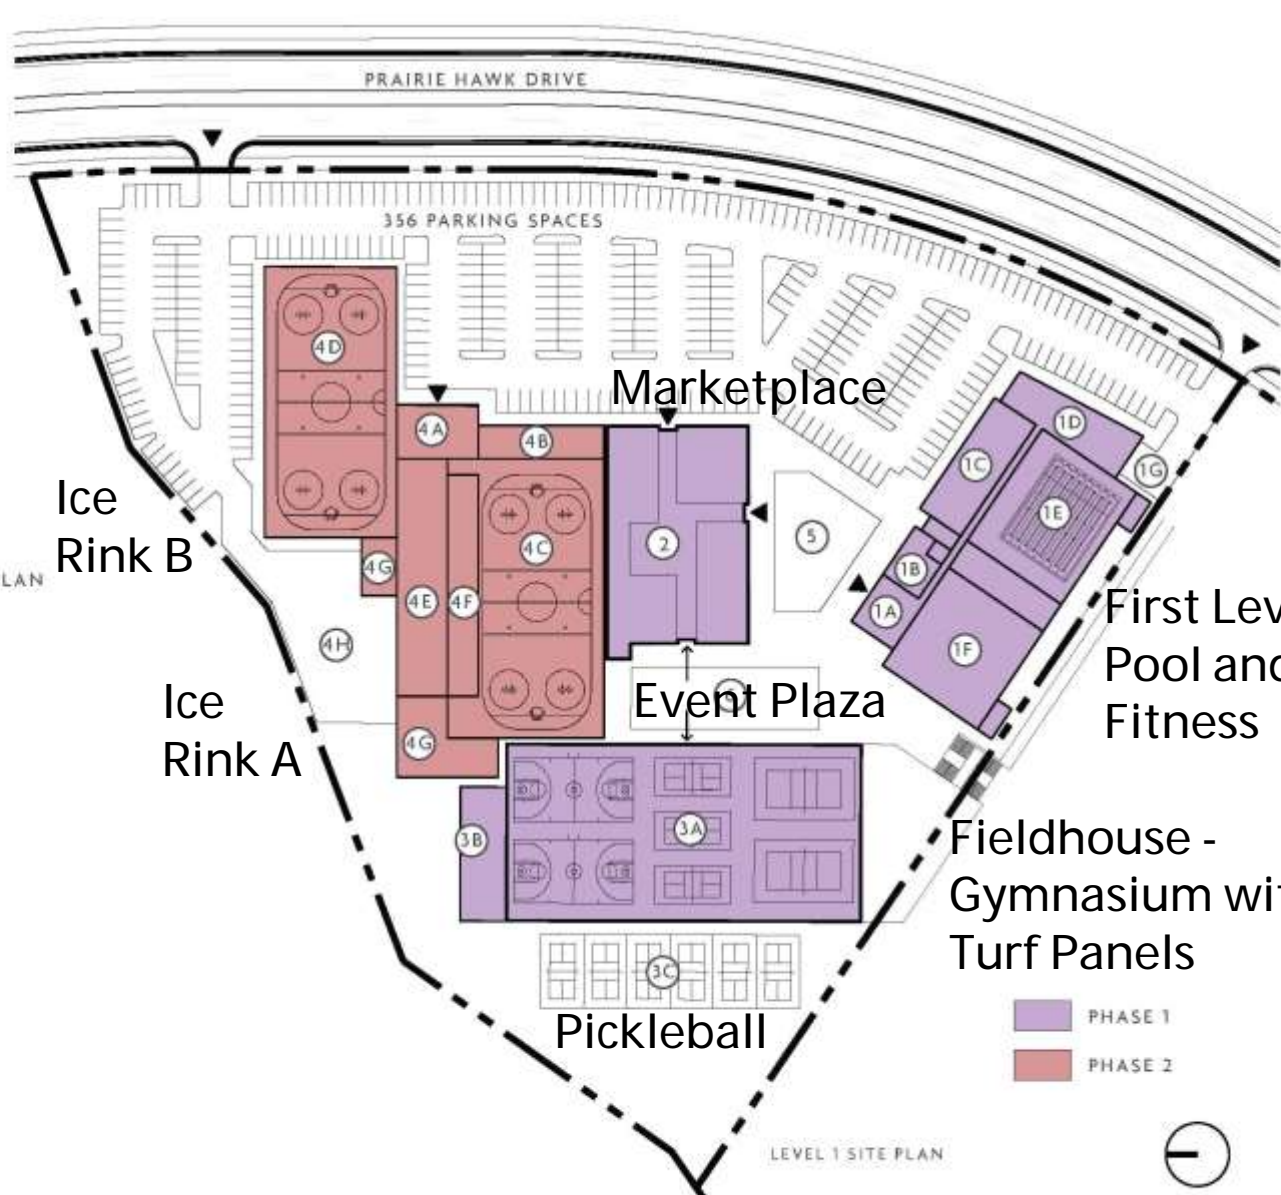 PRAIRIE HAWK DRIVE
356 PARKING SPACES
4D
Marketplace
4A
4B
1D
1C
1G
1E
Ice
Rink B
4C
2
5
LAN
4G
4E
4F
1B
1A
First Lev
Pool and
Fitness
4H
1F
Ice
Rink A
Event Plaza
4G
3B
3A
Fieldhouse -
Gymnasium wit
Turf Panels
3C
Pickleball
PHASE 1
PHASE 2
LEVEL 1 SITE PLAN